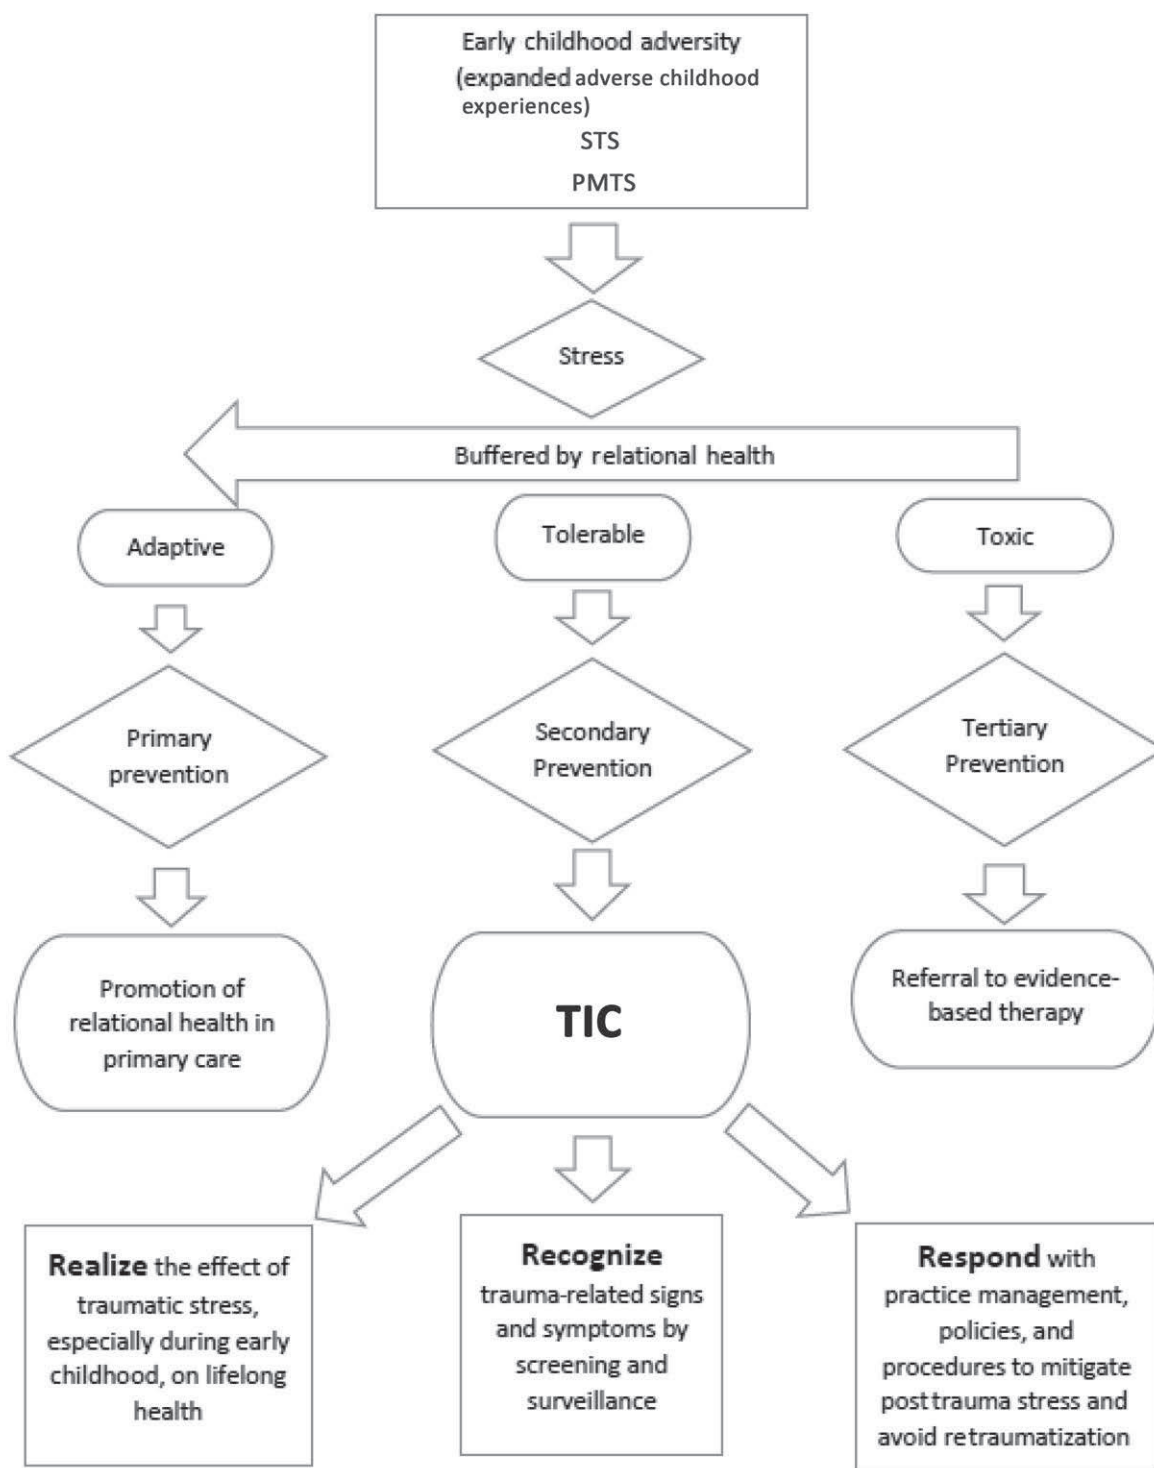 Early childhood adversity
(expanded adverse childhood
experiences)
STS
PMTS
Stress
Buffered by relational health
Adaptive
Tolerable
Toxic
Primary
prevention
Secondary
Prevention
Tertiary
Prevention
Promotion of
relational health in
primary care
TIC
Referral to evidence-
based therapy
Realize the effect of
traumatic stress,
especially during early
childhood, on lifelong
health
Recognize
trauma-related signs
and symptoms by
screening and
surveillance
Respond with
practice management,
policies, and
procedures to mitigate
post trauma stress and
avoid retraumatization